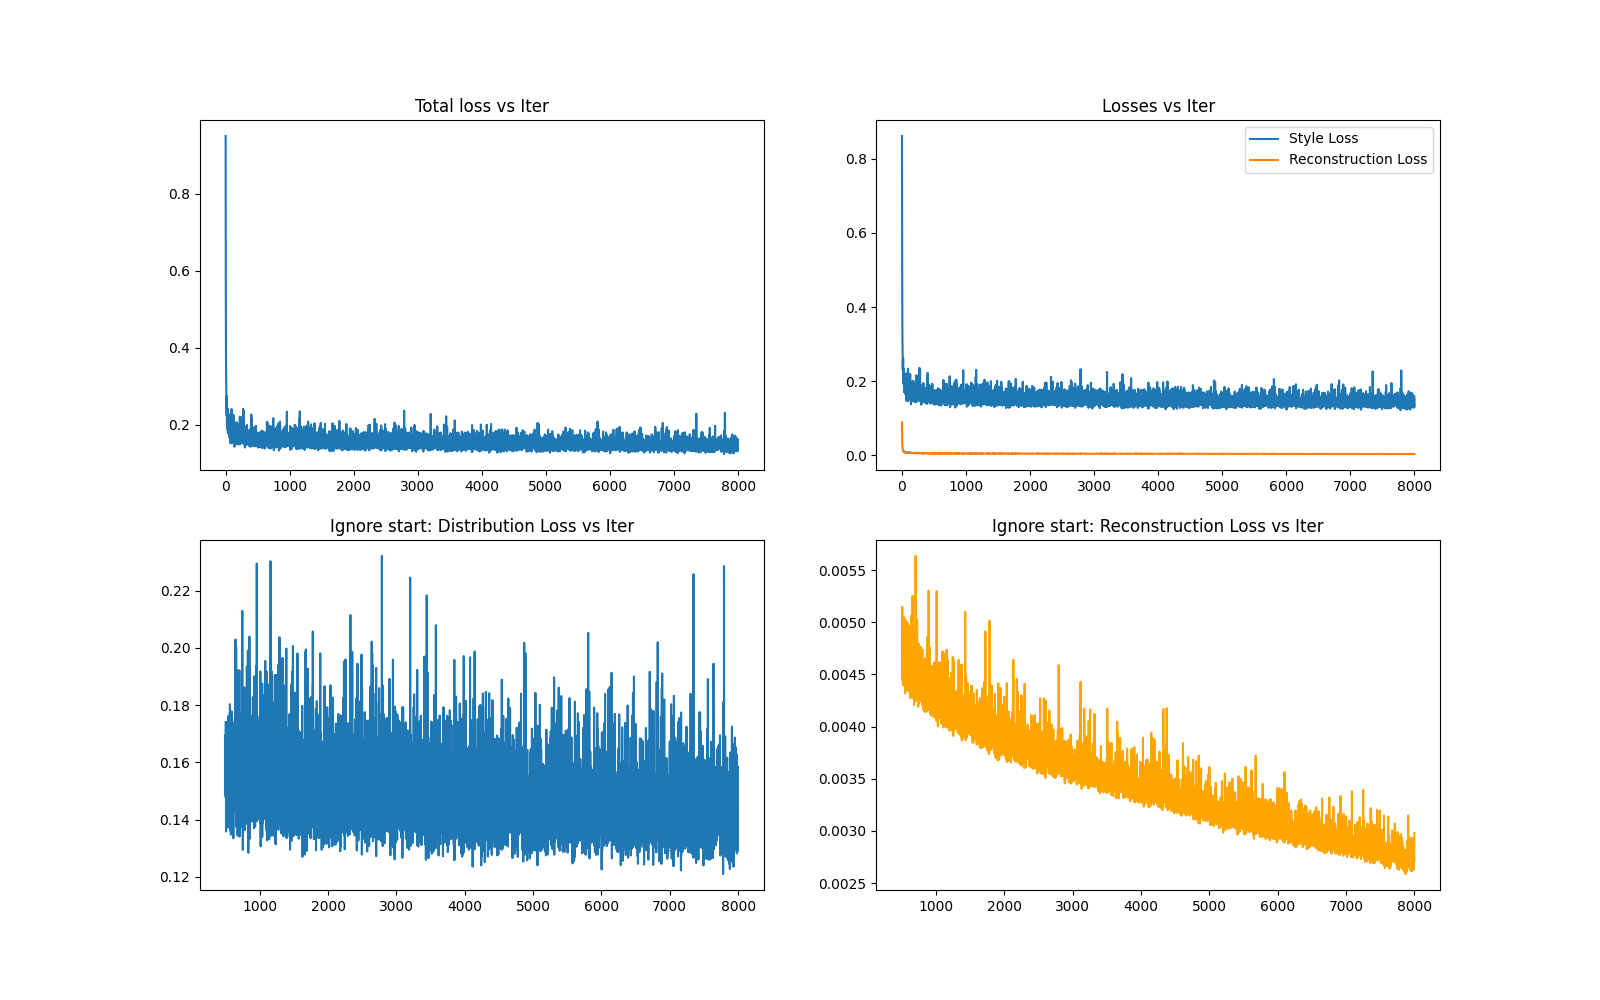 Total loss vs Iter
0.8
0.6
0.4
0.2
0 1000 2000 3000 4000 5000 6000 7000 8000
Losses vs Iter
Style Loss
Reconstruction Loss
0.8
0.6
0.4
0.2
0.0
0 1000 2000 3000 4000 5000 6000 7000 8000
Ignore start: Distribution Loss vs Iter
0.22
0.20
0.18
0.16
0.14
0.12
1000 2000 3000 4000 5000 6000 7000 8000
Ignore start: Reconstruction Loss vs Iter
0.0055
0.0050
0.0045
0.0040
0.0035
0.0030
0.0025
1000 2000 3000 4000 5000 6000 7000 8000